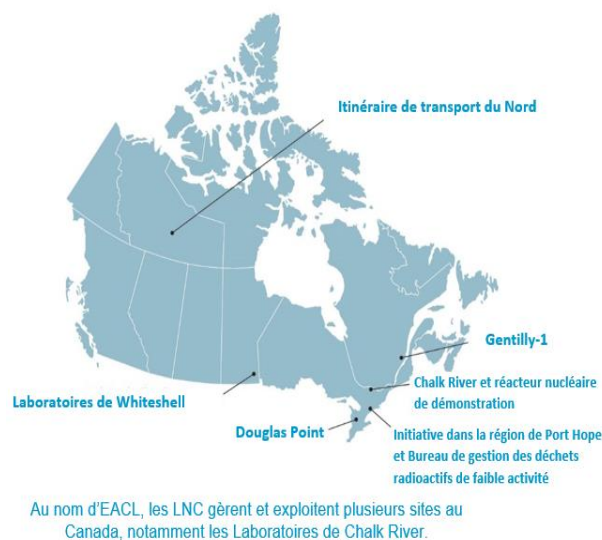 Itinéraire de transport du Nord
Gentilly-1
Chalk River et réacteur nucléaire
de démonstration
Laboratoires de Whiteshell
Douglas Point
Initiative dans la région de Port Hope
et Bureau de gestion des déchets
radioactifs de faible activité
Au nom d’EACL, les LNC gèrent et exploitent plusieurs sites au
Canada, notamment les Laboratoires de Chalk River.